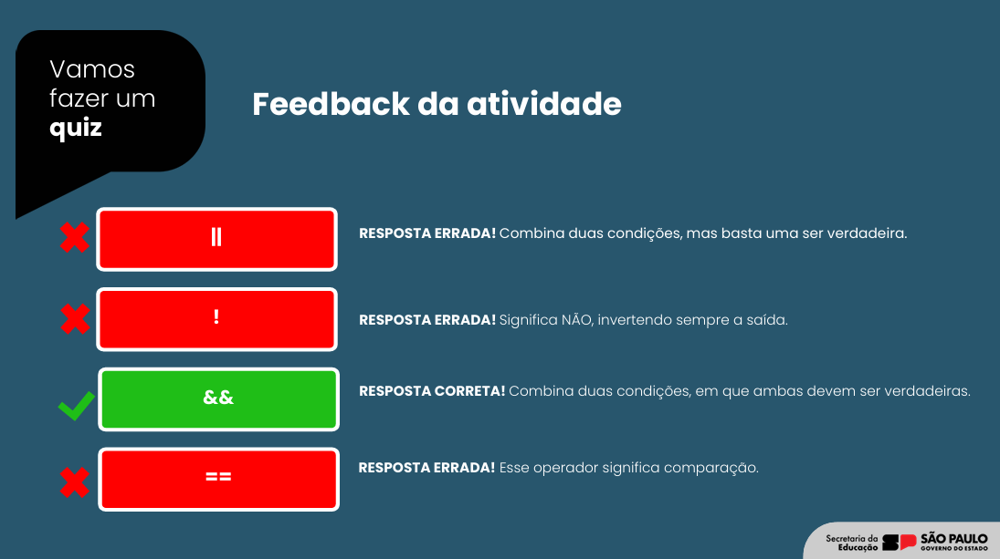 Vamos
fazer um
quiz
Feedback da atividade
||
RESPOSTA ERRADA! Combina duas condições, mas basta uma ser verdadeira.
!
RESPOSTA ERRADA! Significa NÃO, invertendo sempre a saída.
&&
RESPOSTA CORRETA! Combina duas condições, em que ambas devem ser verdadeiras.
==
RESPOSTA ERRADA! Esse operador significa comparação.
Secretaria da
Educação
SP
SÃO PAULO
GOVERNO DO ESTADO